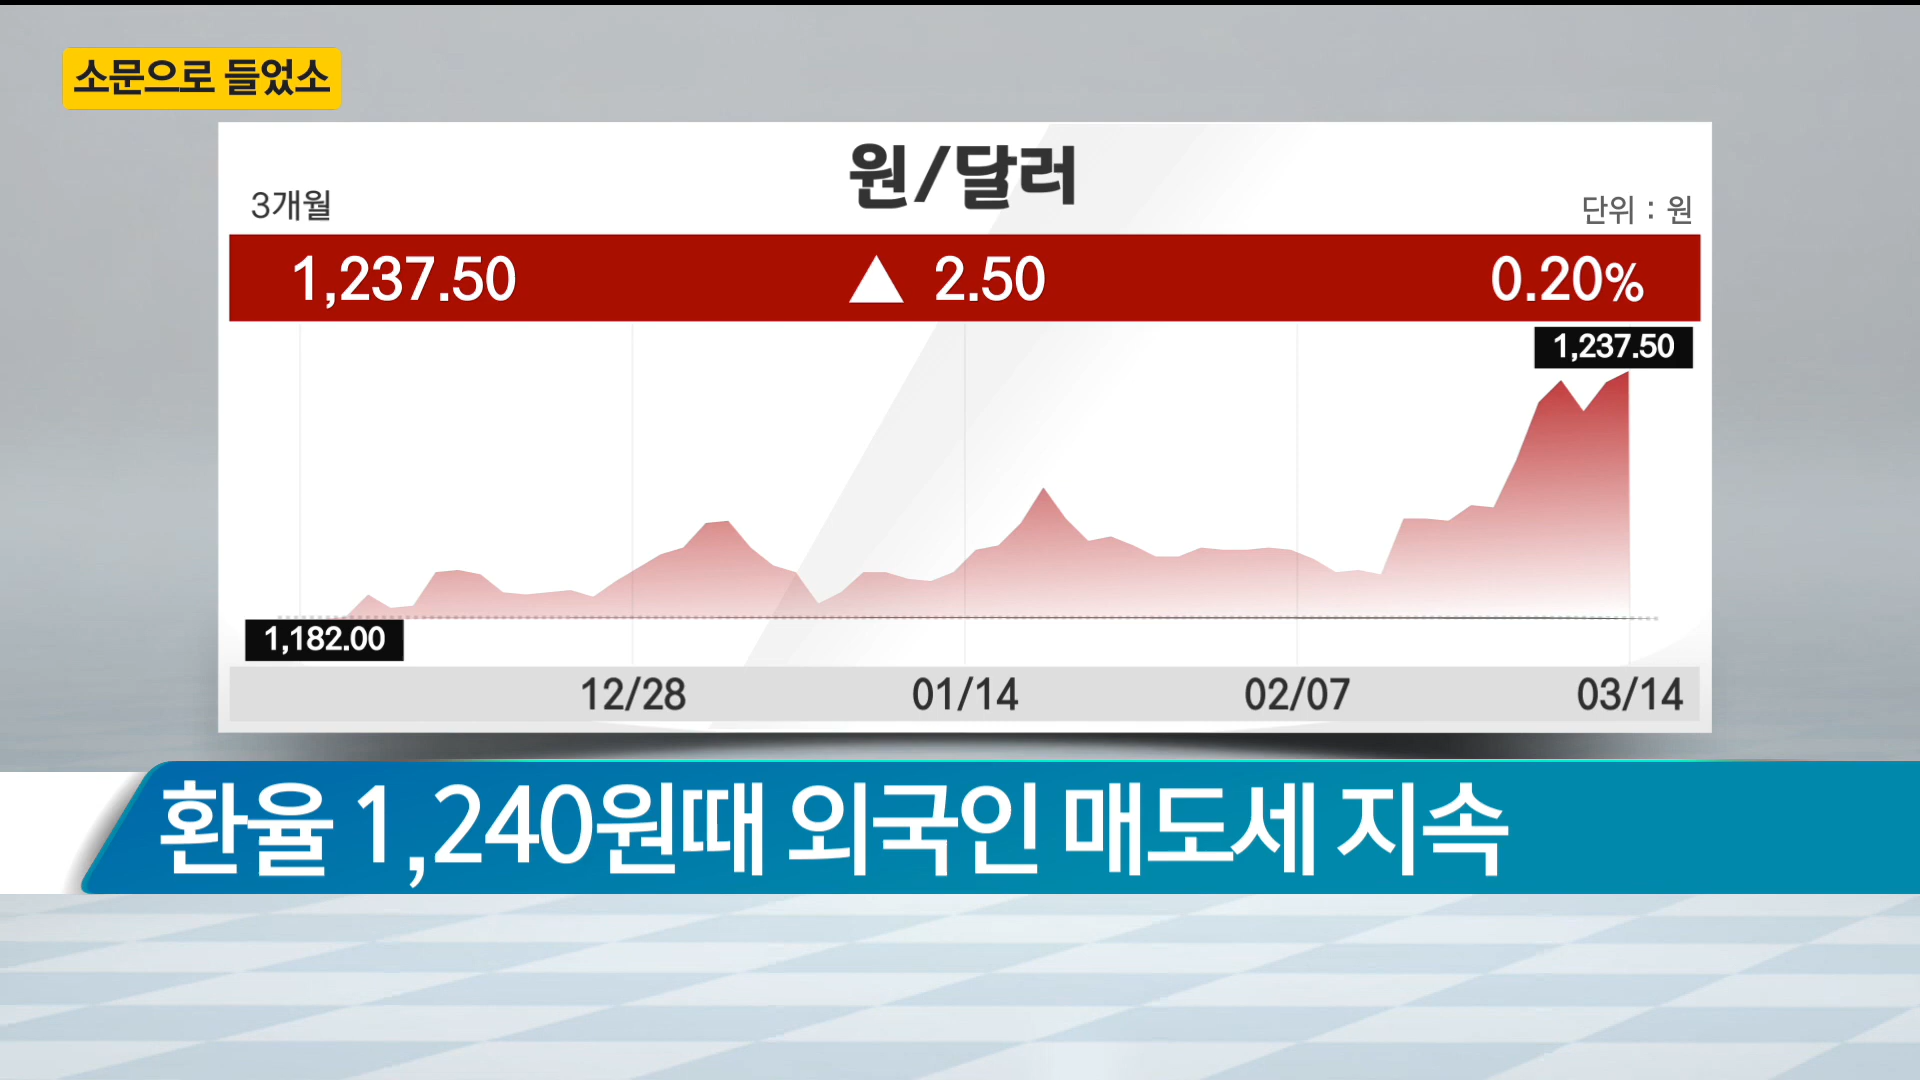 소문으로 들었소
원/달러
3개월
단위 : 원
1,237.50 ▲ 2.50 0.20%
1,237.50
1,182.00
12/28 01/14 02/07 03/14
환율 1,240원때 외국인 매도세 지속